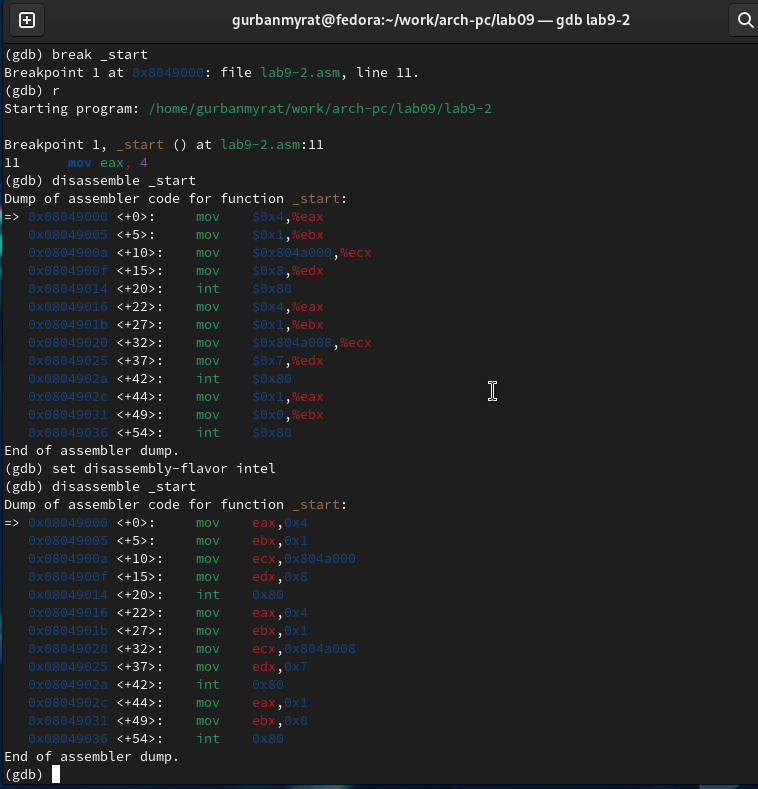 gurbanmyrat@fedora:~/work/arch-pc/lab09 — gdb lab9-2
(gdb) break _start
Breakpoint 1 at 0x8049000: file lab9-2.asm, line 11.
(gdb) r
Starting program: /home/gurbanmyrat/work/arch-pc/lab09/lab9-2
Breakpoint 1, _start () at lab9-2.asm:11
11      mov eax, 4
(gdb) disassemble _start
Dump of assembler code for function _start:
=> 0x08049000 <+0>:     mov    $0x4,%eax
   0x08049005 <+5>:     mov    $0x1,%ebx
   0x0804900a <+10>:    mov    $0x804a000,%ecx
   0x0804900f <+15>:    mov    $0x8,%edx
   0x08049014 <+20>:    int    $0x80
   0x08049016 <+22>:    mov    $0x4,%eax
   0x0804901b <+27>:    mov    $0x1,%ebx
   0x08049020 <+32>:    mov    $0x804a008,%ecx
   0x08049025 <+37>:    mov    $0x7,%edx
   0x0804902a <+42>:    int    $0x80
   0x0804902c <+44>:    mov    $0x1,%eax
   0x08049031 <+49>:    mov    $0x0,%ebx
   0x08049036 <+54>:    int    $0x80
End of assembler dump.
(gdb) set disassembly-flavor intel
(gdb) disassemble _start
Dump of assembler code for function _start:
=> 0x08049000 <+0>:     mov    eax,0x4
   0x08049005 <+5>:     mov    ebx,0x1
   0x0804900a <+10>:    mov    ecx,0x804a000
   0x0804900f <+15>:    mov    edx,0x8
   0x08049014 <+20>:    int    0x80
   0x08049016 <+22>:    mov    eax,0x4
   0x0804901b <+27>:    mov    ebx,0x1
   0x08049020 <+32>:    mov    ecx,0x804a008
   0x08049025 <+37>:    mov    edx,0x7
   0x0804902a <+42>:    int    0x80
   0x0804902c <+44>:    mov    eax,0x1
   0x08049031 <+49>:    mov    ebx,0x0
   0x08049036 <+54>:    int    0x80
End of assembler dump.
(gdb)